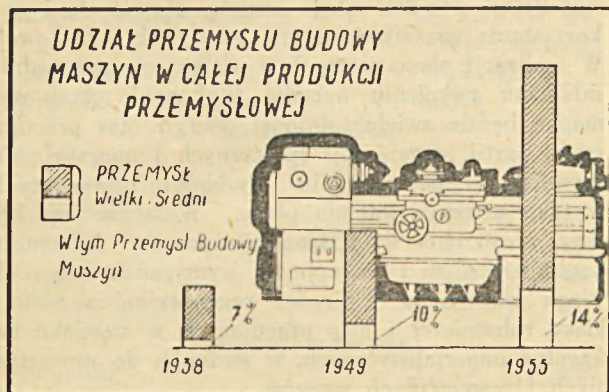 UDZIAŁ PRZEMYSŁU BUDOWY
MASZYN W CAŁEJ PRODUKCJI
PRZEMYSŁOWEJ
PRZEMYSŁ
Wielki i Średni
W tym Przemysł Budowy
Maszyn
7%
10%
14%
1938
1949
1955